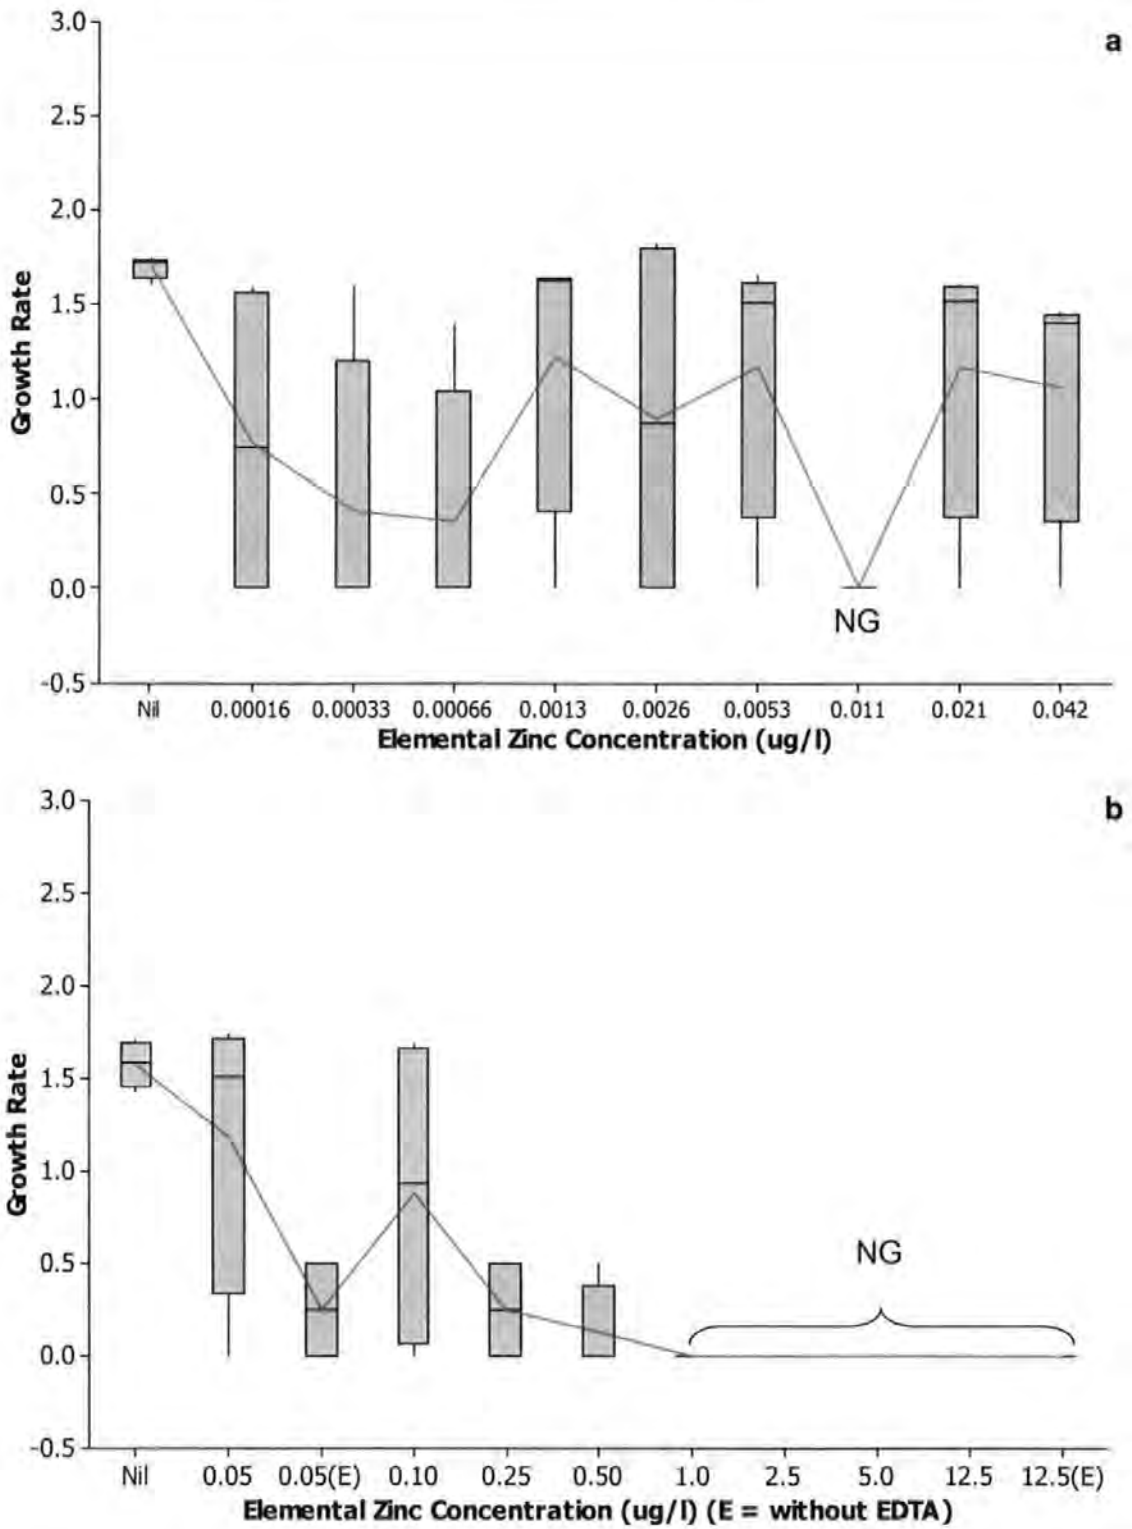 a
3.0
2.5
2.0
1.5
1.0
0.5
0.0
-0.5
Growth Rate
NG
Nil 0.00016 0.00033 0.00066 0.0013 0.0026 0.0053 0.011 0.021 0.042
Elemental Zinc Concentration (ug/l)
b
3.0
2.5
2.0
1.5
1.0
0.5
0.0
-0.5
Growth Rate
NG
Nil 0.05 0.05(E) 0.10 0.25 0.50 1.0 2.5 5.0 12.5 12.5(E)
Elemental Zinc Concentration (ug/l) (E = without EDTA)